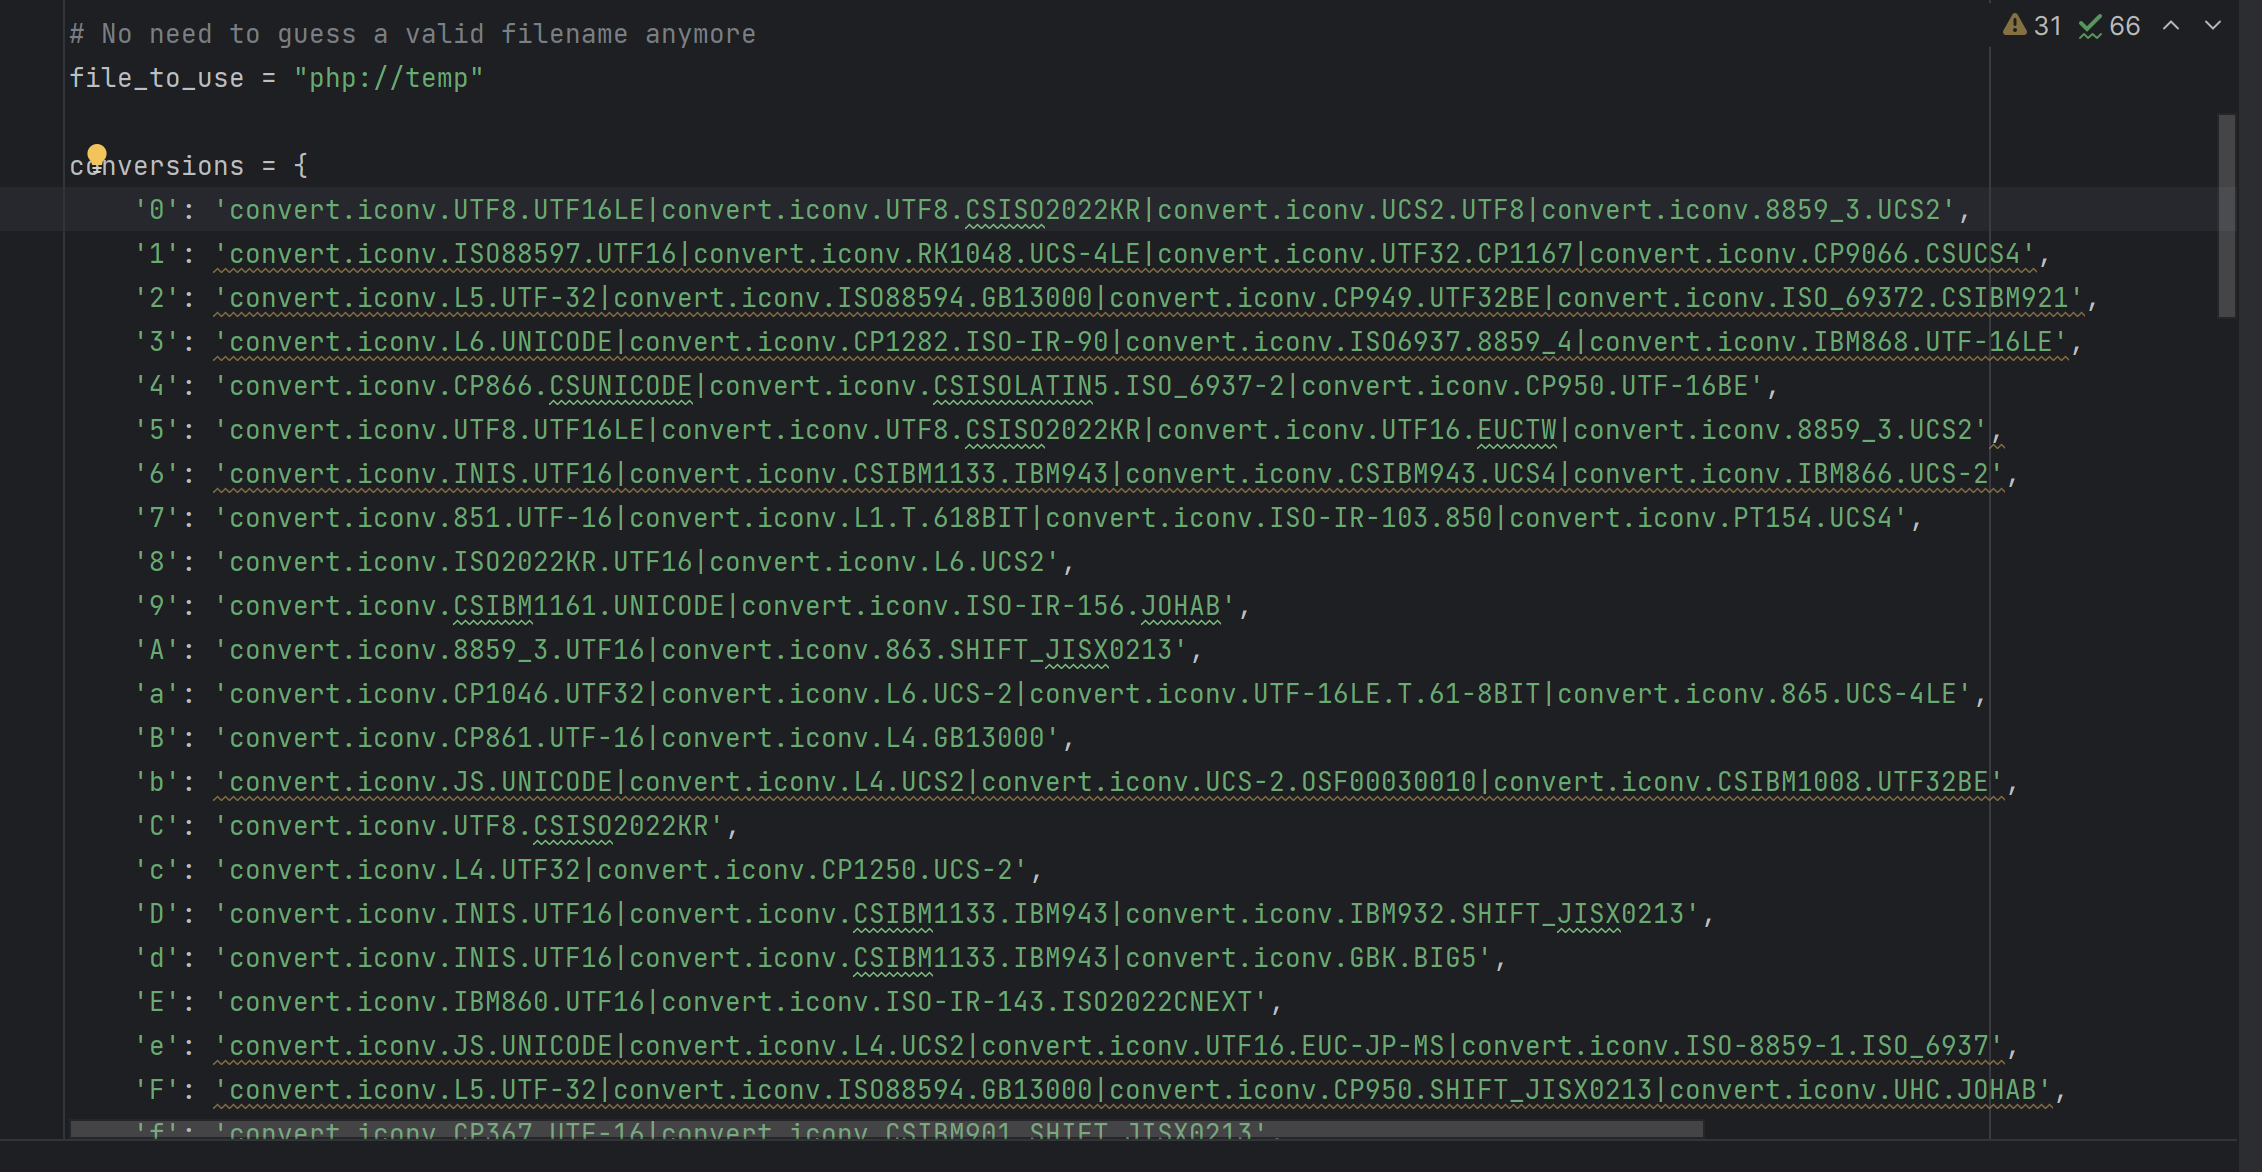 # No need to guess a valid filename anymore
31 66
file_to_use = "php://temp"
conversions = {
'0': 'convert.iconv.UTF8.UTF16LE|convert.iconv.UTF8.CSISO2022KR|convert.iconv.UCS2.UTF8|convert.iconv.8859_3.UCS2',
'1': 'convert.iconv.ISO88597.UTF16|convert.iconv.RK1048.UCS-4LE|convert.iconv.UTF32.CP1167|convert.iconv.CP9066.CSUCS4',
'2': 'convert.iconv.L5.UTF-32|convert.iconv.ISO88594.GB13000|convert.iconv.CP949.UTF32BE|convert.iconv.ISO_69372.CSIBM921',
'3': 'convert.iconv.L6.UNICODE|convert.iconv.CP1282.ISO-IR-90|convert.iconv.ISO6937.8859_4|convert.iconv.IBM868.UTF-16LE',
'4': 'convert.iconv.CP866.CSUNICODE|convert.iconv.CSISOLATIN5.ISO_6937-2|convert.iconv.CP950.UTF-16BE',
'5': 'convert.iconv.UTF8.UTF16LE|convert.iconv.UTF8.CSISO2022KR|convert.iconv.UTF16.EUCTW|convert.iconv.8859_3.UCS2',
'6': 'convert.iconv.INIS.UTF16|convert.iconv.CSIBM1133.IBM943|convert.iconv.CSIBM943.UCS4|convert.iconv.IBM866.UCS-2',
'7': 'convert.iconv.851.UTF-16|convert.iconv.L1.T.618BIT|convert.iconv.ISO-IR-103.850|convert.iconv.PT154.UCS4',
'8': 'convert.iconv.ISO2022KR.UTF16|convert.iconv.L6.UCS2',
'9': 'convert.iconv.CSIBM1161.UNICODE|convert.iconv.ISO-IR-156.JOHAB',
'A': 'convert.iconv.8859_3.UTF16|convert.iconv.863.SHIFT_JISX0213',
'a': 'convert.iconv.CP1046.UTF32|convert.iconv.L6.UCS-2|convert.iconv.UTF-16LE.T.61-8BIT|convert.iconv.865.UCS-4LE',
'B': 'convert.iconv.CP861.UTF-16|convert.iconv.L4.GB13000',
'b': 'convert.iconv.JS.UNICODE|convert.iconv.L4.UCS2|convert.iconv.UCS-2.OSF00030010|convert.iconv.CSIBM1008.UTF32BE',
'C': 'convert.iconv.UTF8.CSISO2022KR',
'c': 'convert.iconv.L4.UTF32|convert.iconv.CP1250.UCS-2',
'D': 'convert.iconv.INIS.UTF16|convert.iconv.CSIBM1133.IBM943|convert.iconv.IBM932.SHIFT_JISX0213',
'd': 'convert.iconv.INIS.UTF16|convert.iconv.CSIBM1133.IBM943|convert.iconv.GBK.BIG5',
'E': 'convert.iconv.IBM860.UTF16|convert.iconv.ISO-IR-143.ISO2022CNEXT',
'e': 'convert.iconv.JS.UNICODE|convert.iconv.L4.UCS2|convert.iconv.UTF16.EUC-JP-MS|convert.iconv.ISO-8859-1.ISO_6937',
'F': 'convert.iconv.L5.UTF-32|convert.iconv.ISO88594.GB13000|convert.iconv.CP950.SHIFT_JISX0213|convert.iconv.UHC.JOHAB',
'f': 'convert.iconv.CP367.UTF-16|convert.iconv.CSIBM901.SHIFT_JISX0213',